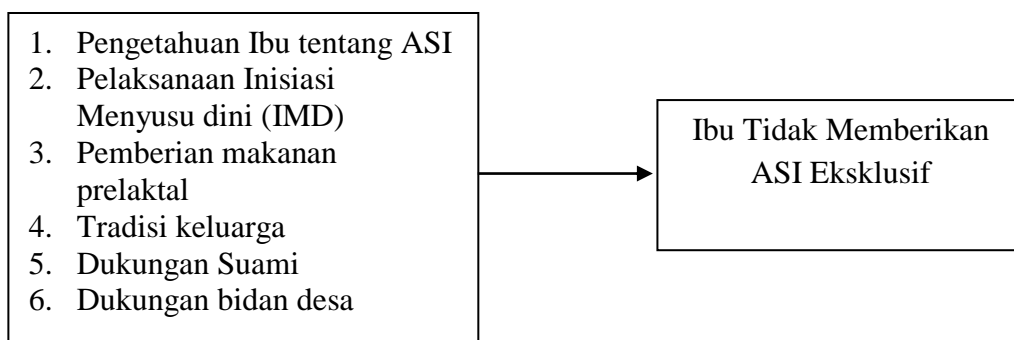 1. Pengetahuan Ibu tentang ASI
2. Pelaksanaan Inisiasi
Menyusu dini (IMD)
3. Pemberian makanan
prelaktal
4. Tradisi keluarga
5. Dukungan Suami
6. Dukungan bidan desa
Ibu Tidak Memberikan
ASI Eksklusif